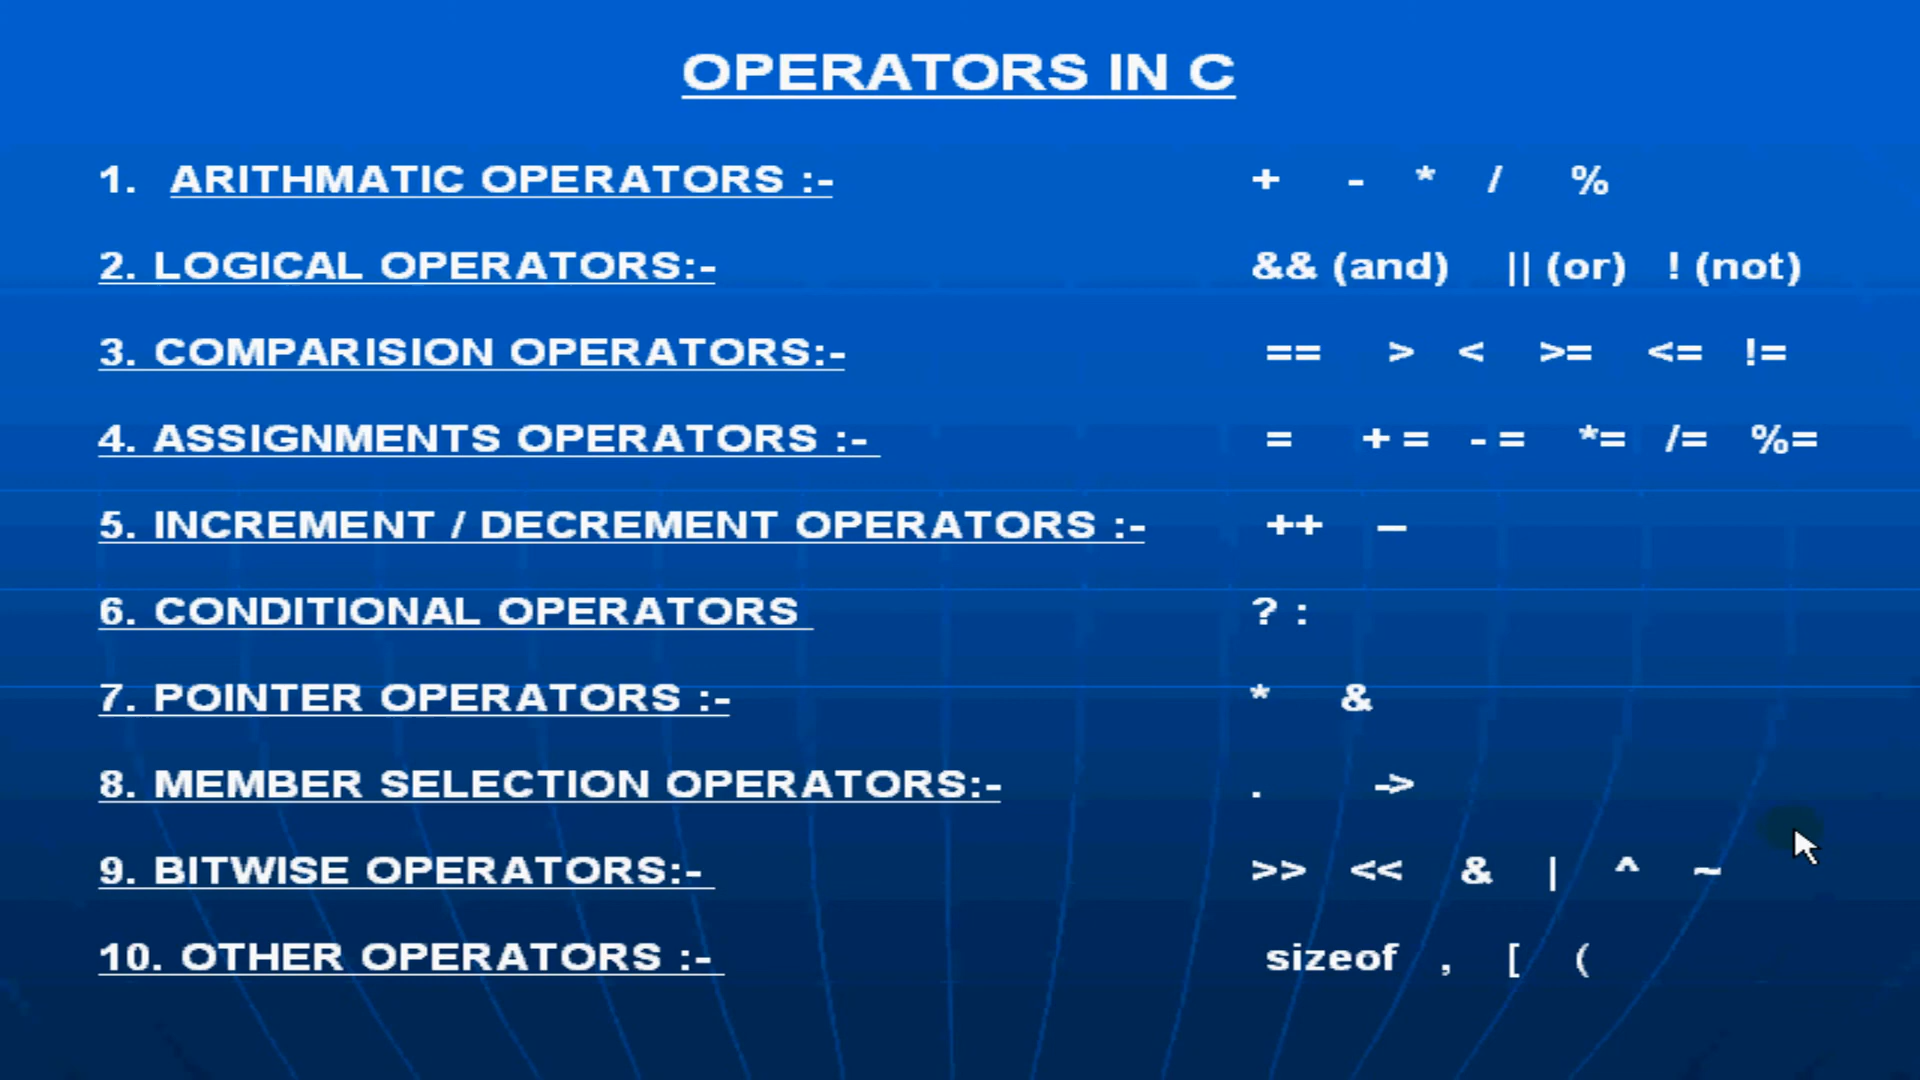 OPERATORS IN C
1. ARITHMATIC OPERATORS :- + - * / %
2. LOGICAL OPERATORS:- && (and) || (or) ! (not)
3. COMPARISION OPERATORS:- == > < >= <= !=
4. ASSIGNMENTS OPERATORS :- = + = - = *= /= %=
5. INCREMENT / DECREMENT OPERATORS :- ++ –
6. CONDITIONAL OPERATORS ? :
7. POINTER OPERATORS :- * &
8. MEMBER SELECTION OPERATORS:- . ->
9. BITWISE OPERATORS:- >> << & | ^ ~
10. OTHER OPERATORS :- sizeof , [ (